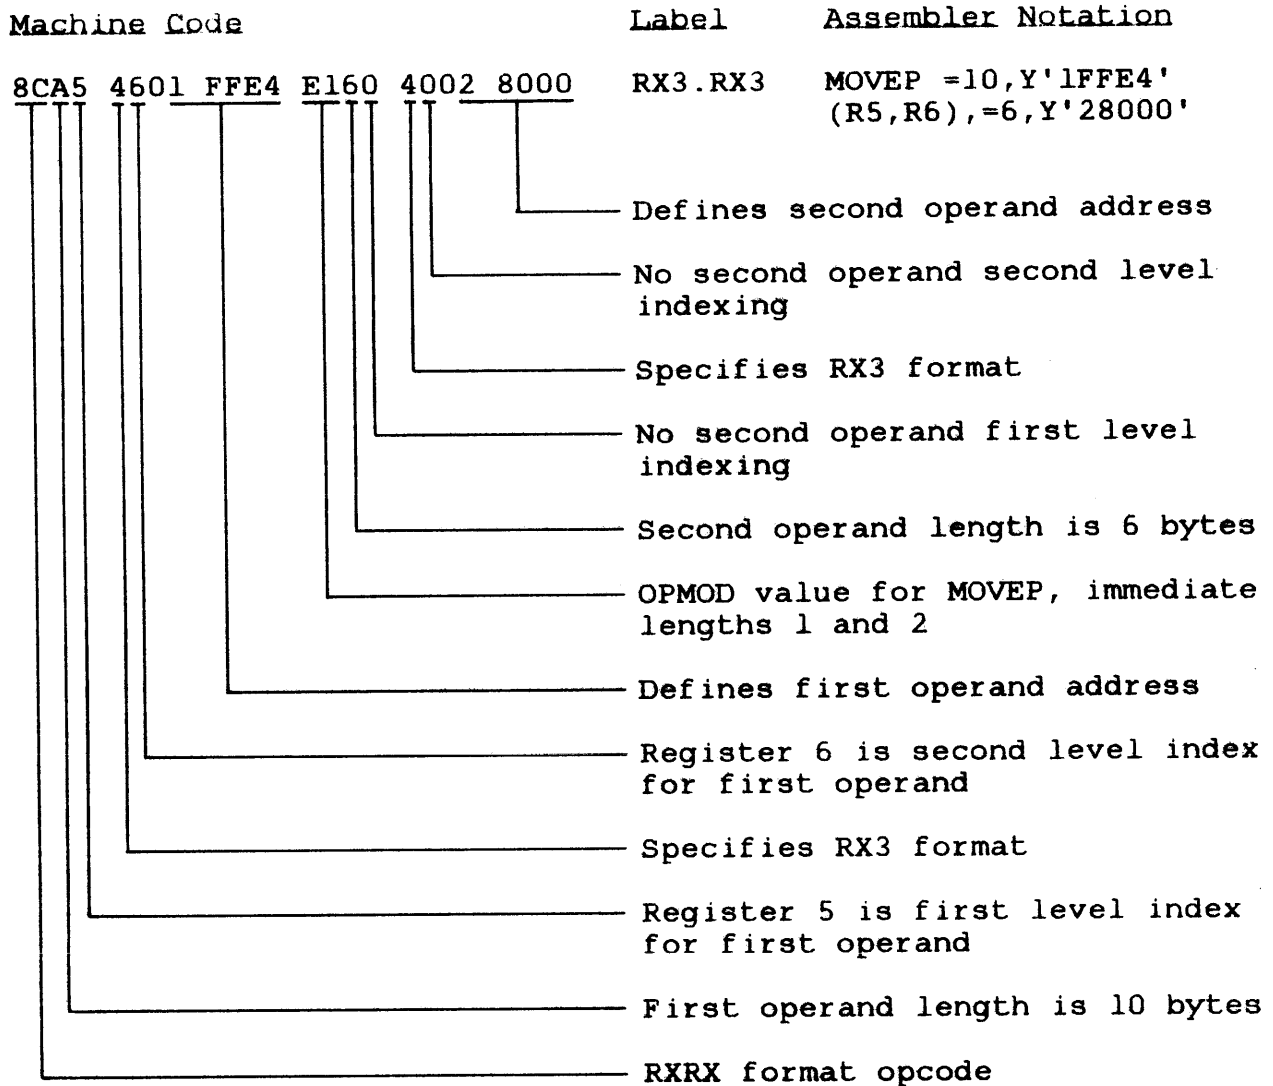 Machine Code Label Assembler Notation
8CA5 4601 FFE4 E160 4002 8000 RX3.RX3 MOVEP =10,Y'1FFE4'
(R5,R6),=6,Y'28000'
Defines second operand address
No second operand second level
indexing
Specifies RX3 format
No second operand first level
indexing
Second operand length is 6 bytes
OPMOD value for MOVEP, immediate
lengths 1 and 2
Defines first operand address
Register 6 is second level index
for first operand
Specifies RX3 format
Register 5 is first level index
for first operand
First operand length is 10 bytes
RXRX format opcode